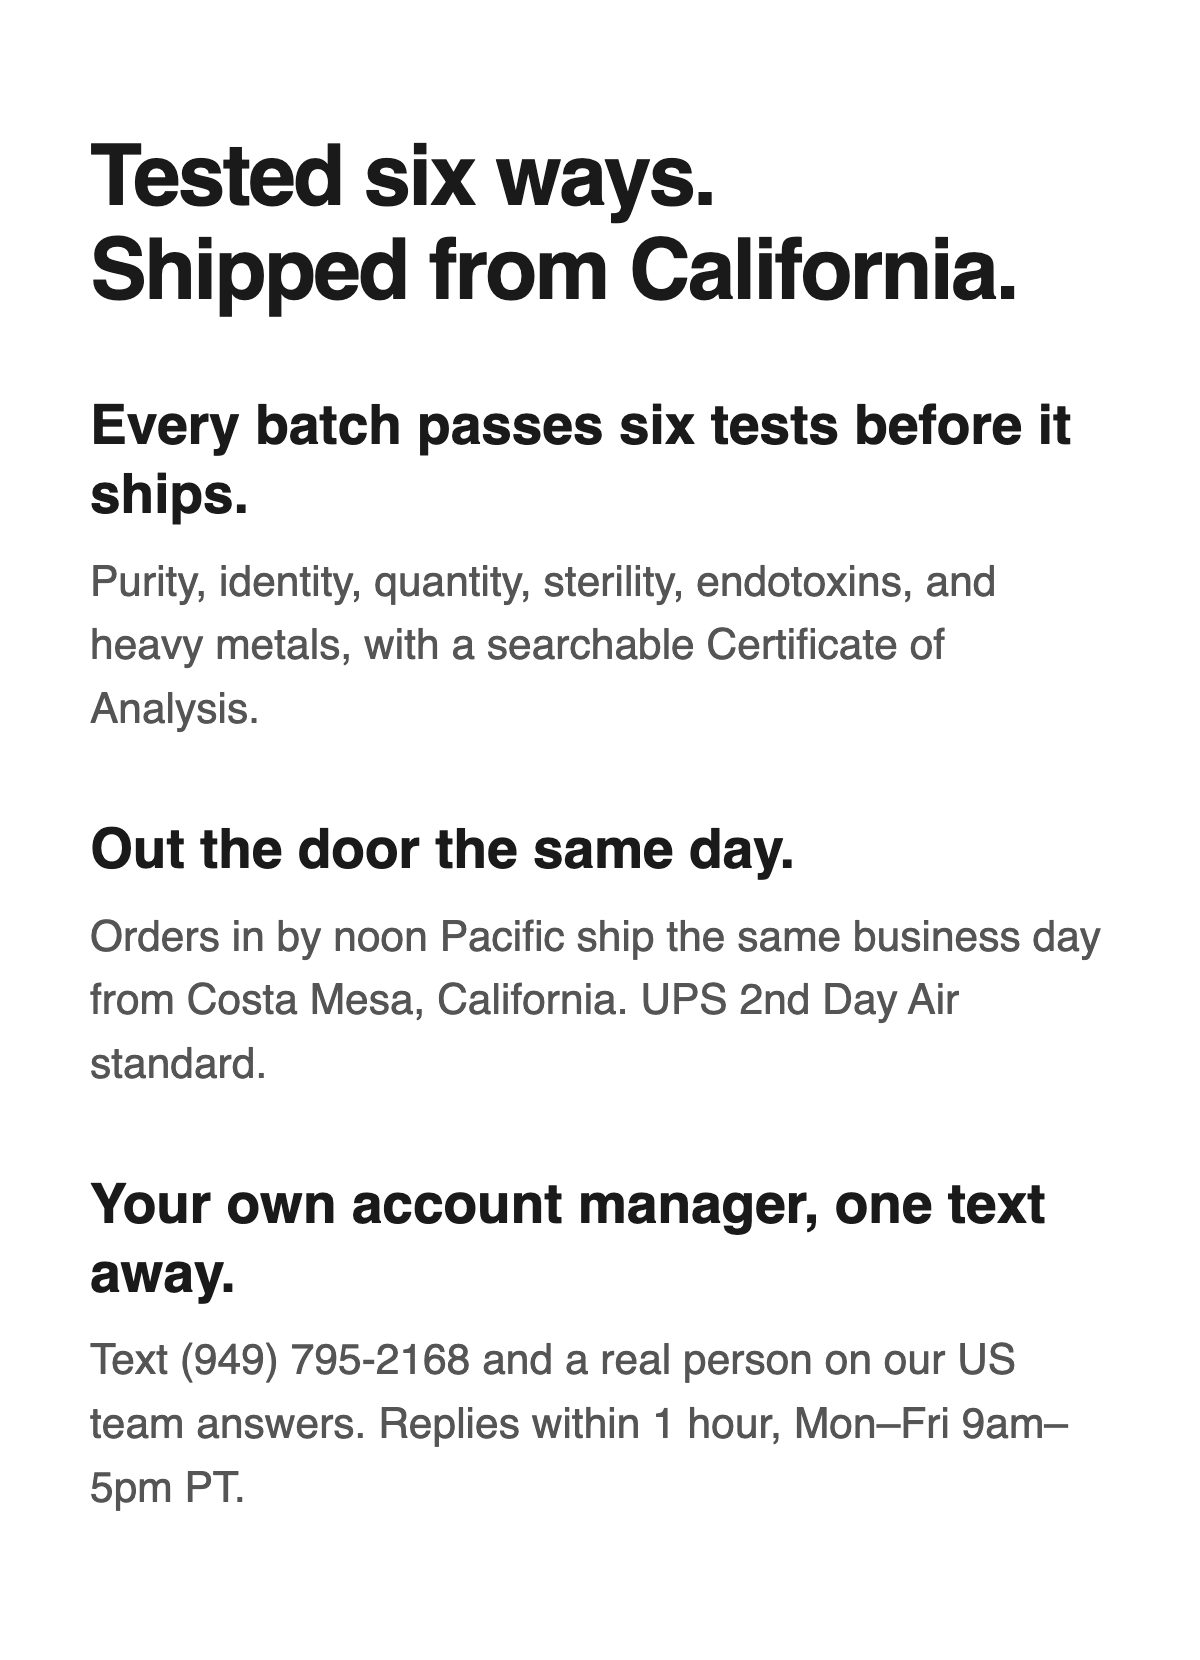 Tested six ways.
Shipped from California.
Every batch passes six tests before it
ships.
Purity, identity, quantity, sterility, endotoxins, and
heavy metals, with a searchable Certificate of
Analysis.
Out the door the same day.
Orders in by noon Pacific ship the same business day
from Costa Mesa, California. UPS 2nd Day Air
standard.
Your own account manager, one text
away.
Text (949) 795-2168 and a real person on our US
team answers. Replies within 1 hour, Mon–Fri 9am–
5pm PT.